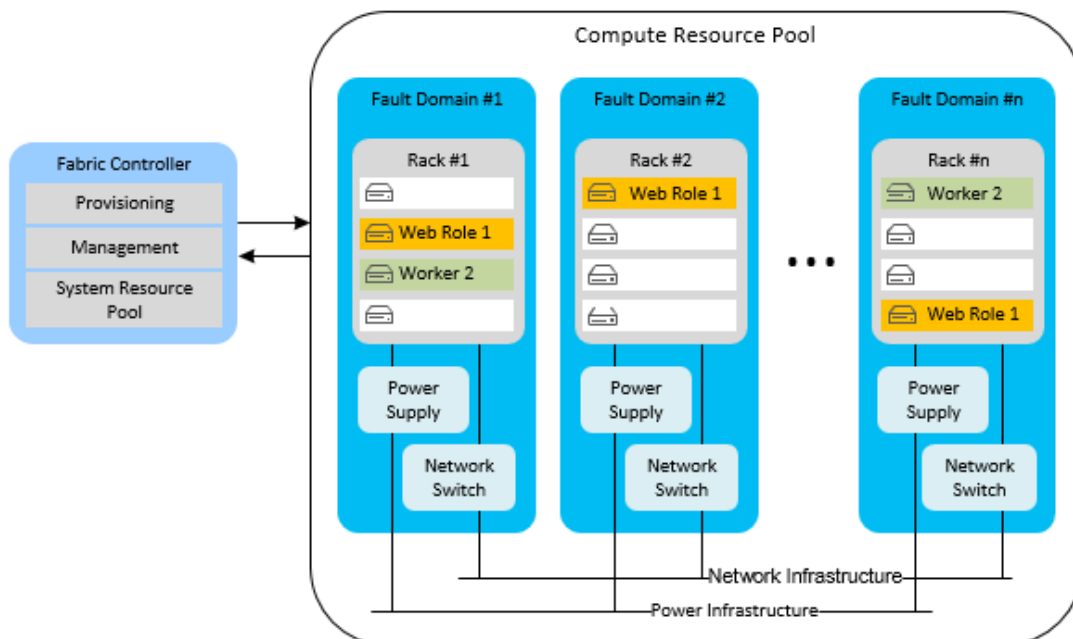 Compute Resource Pool
Fabric Controller
Provisioning
Management
System Resource
Pool
Fault Domain #1
Rack #1
Web Role 1
Worker 2
Power
Supply
Network
Switch
Fault Domain #2
Rack #2
Web Role 1
Power
Supply
Network
Switch
Fault Domain #n
Rack #n
Worker 2
Web Role 1
Power
Supply
Network
Switch
Network Infrastructure
Power Infrastructure